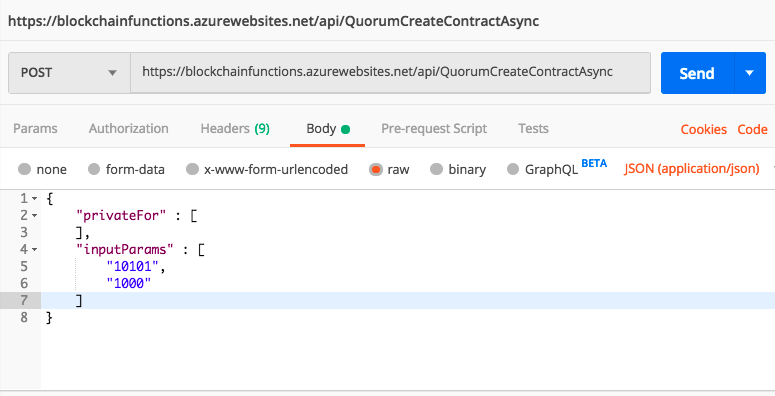 https://blockchainfunctions.azurewebsites.net/api/QuorumCreateContractAsync
POST https://blockchainfunctions.azurewebsites.net/api/QuorumCreateContractAsync Send
Params Authorization Headers (9) Body Pre-request Script Tests Cookies Code
none form-data x-www-form-urlencoded raw binary GraphQL BETA JSON (application/json)
1 {
2 "privateFor" : [
3 ],
4 "inputParams" : [
5 "10101",
6 "1000"
7 ]
8 }